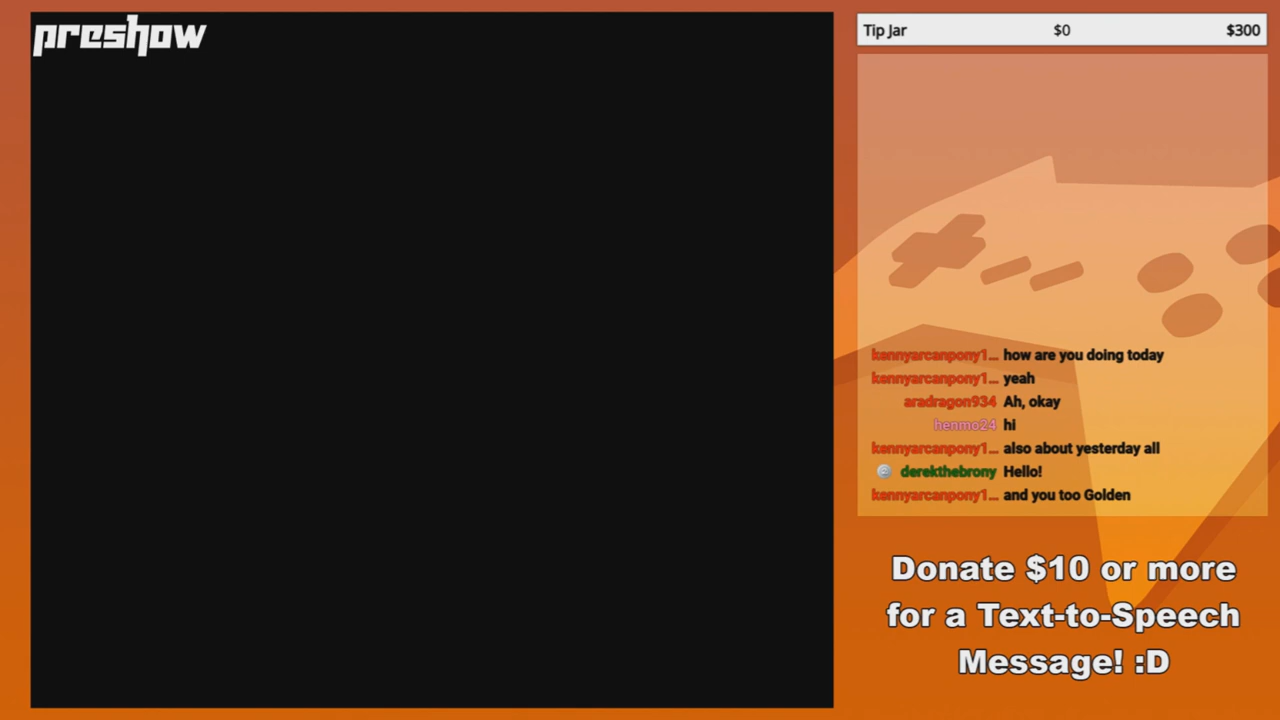 preshow
Tip Jar $0 $300
kennyarcanpony1... how are you doing today
kennyarcanpony1... yeah
aradragon934 Ah, okay
henmo24 hi
kennyarcanpony1... also about yesterday all
derekthebrony Hello!
kennyarcanpony1... and you too Golden
Donate $10 or more
for a Text-to-Speech
Message! :D